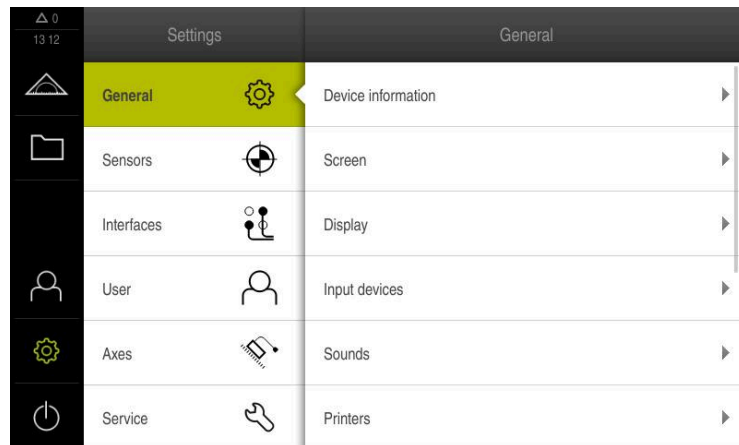 △ 0
13 12
Settings
General
General
Device information
Sensors
Screen
Interfaces
Display
User
Input devices
Axes
Sounds
Service
Printers